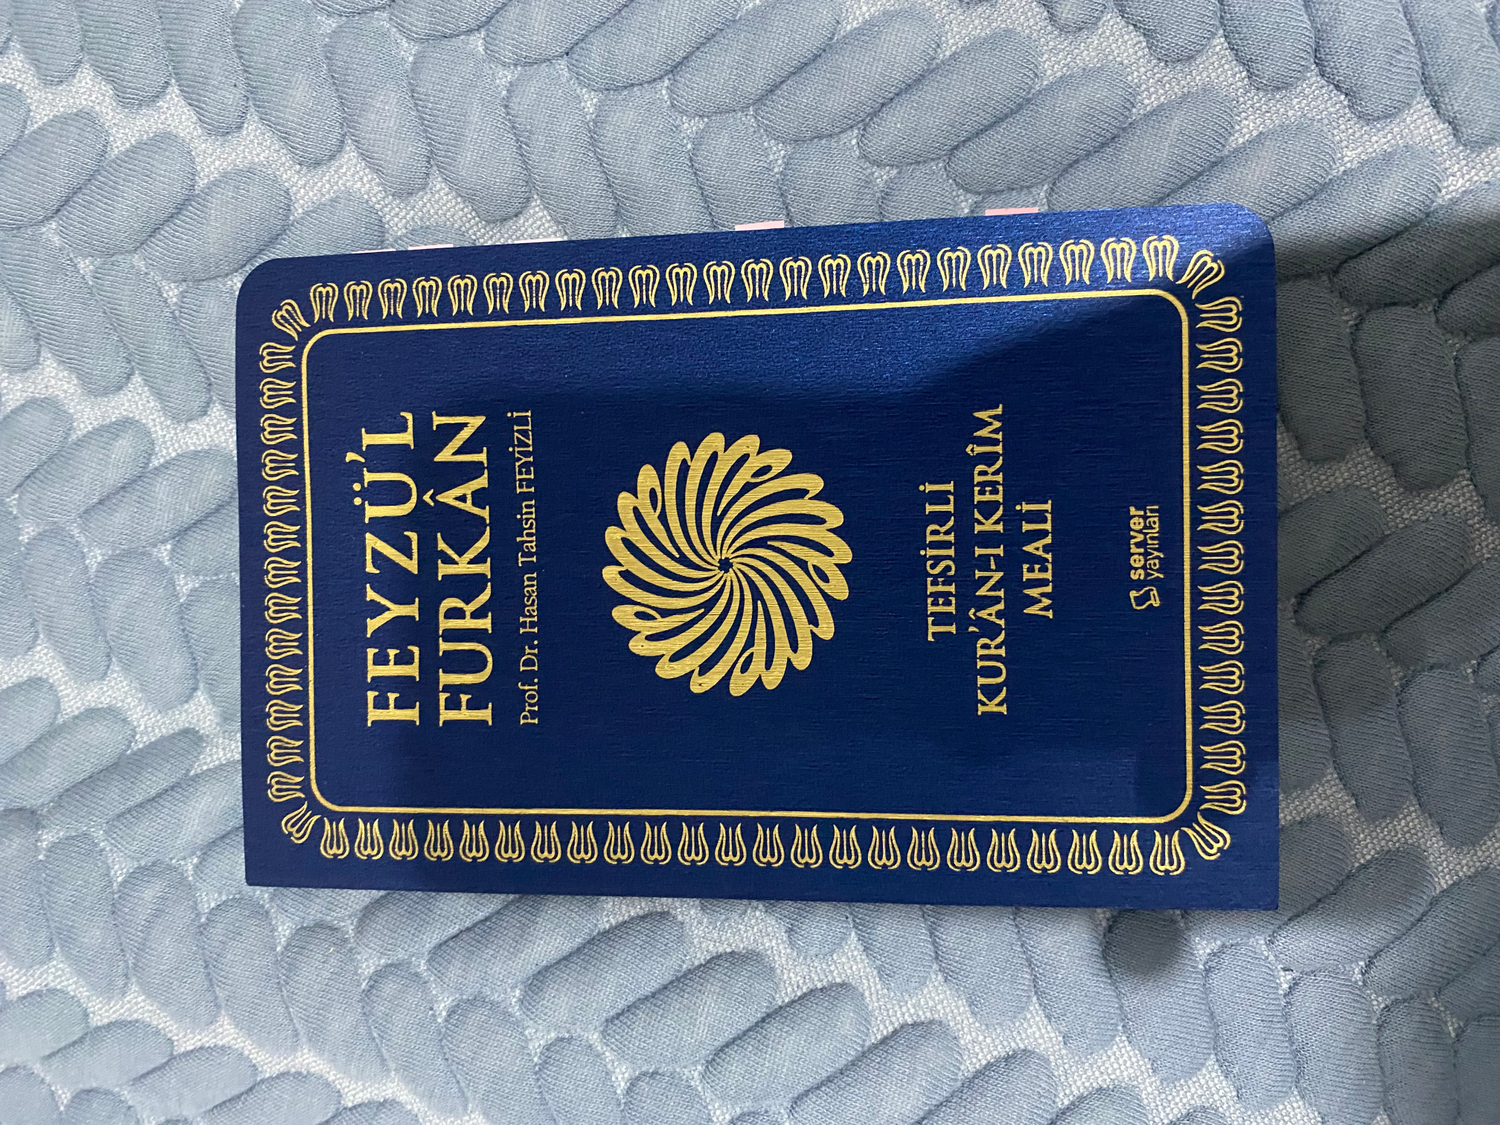 FEYZÜ'L
FURKÂN
Prof. Dr. Hasan Tahsin FEYİZLİ
TEFSİRLİ
KUR'ÂN-I KERÎM
MEALİ
server
yayınları